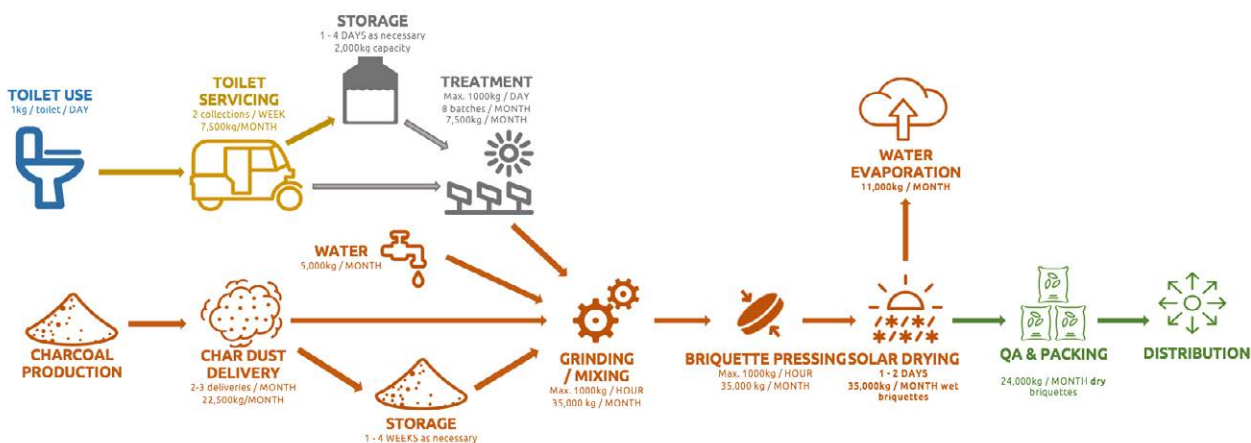 STORAGE
1 - 4 DAYS as necessary
2,000kg capacity
TOILET USE
1kg / toilet / DAY
TOILET
SERVICING
2 collections / WEEK
7,500kg/MONTH
TREATMENT
Max. 1000kg / DAY
8 batches / MONTH
7,500kg / MONTH
WATER
EVAPORATION
11,000kg / MONTH
WATER
5,000kg / MONTH
CHARCOAL
PRODUCTION
CHAR DUST
DELIVERY
2-3 deliveries / MONTH
22,500kg/MONTH
STORAGE
1 - 4 WEEKS as necessary
GRINDING
/ MIXING
Max. 1000kg / HOUR
35,000 kg / MONTH
BRIQUETTE PRESSING
Max. 1000kg / HOUR
35,000 kg / MONTH
SOLAR DRYING
1 - 2 DAYS
35,000kg / MONTH wet
briquettes
QA & PACKING
24,000kg / MONTH dry
briquettes
DISTRIBUTION